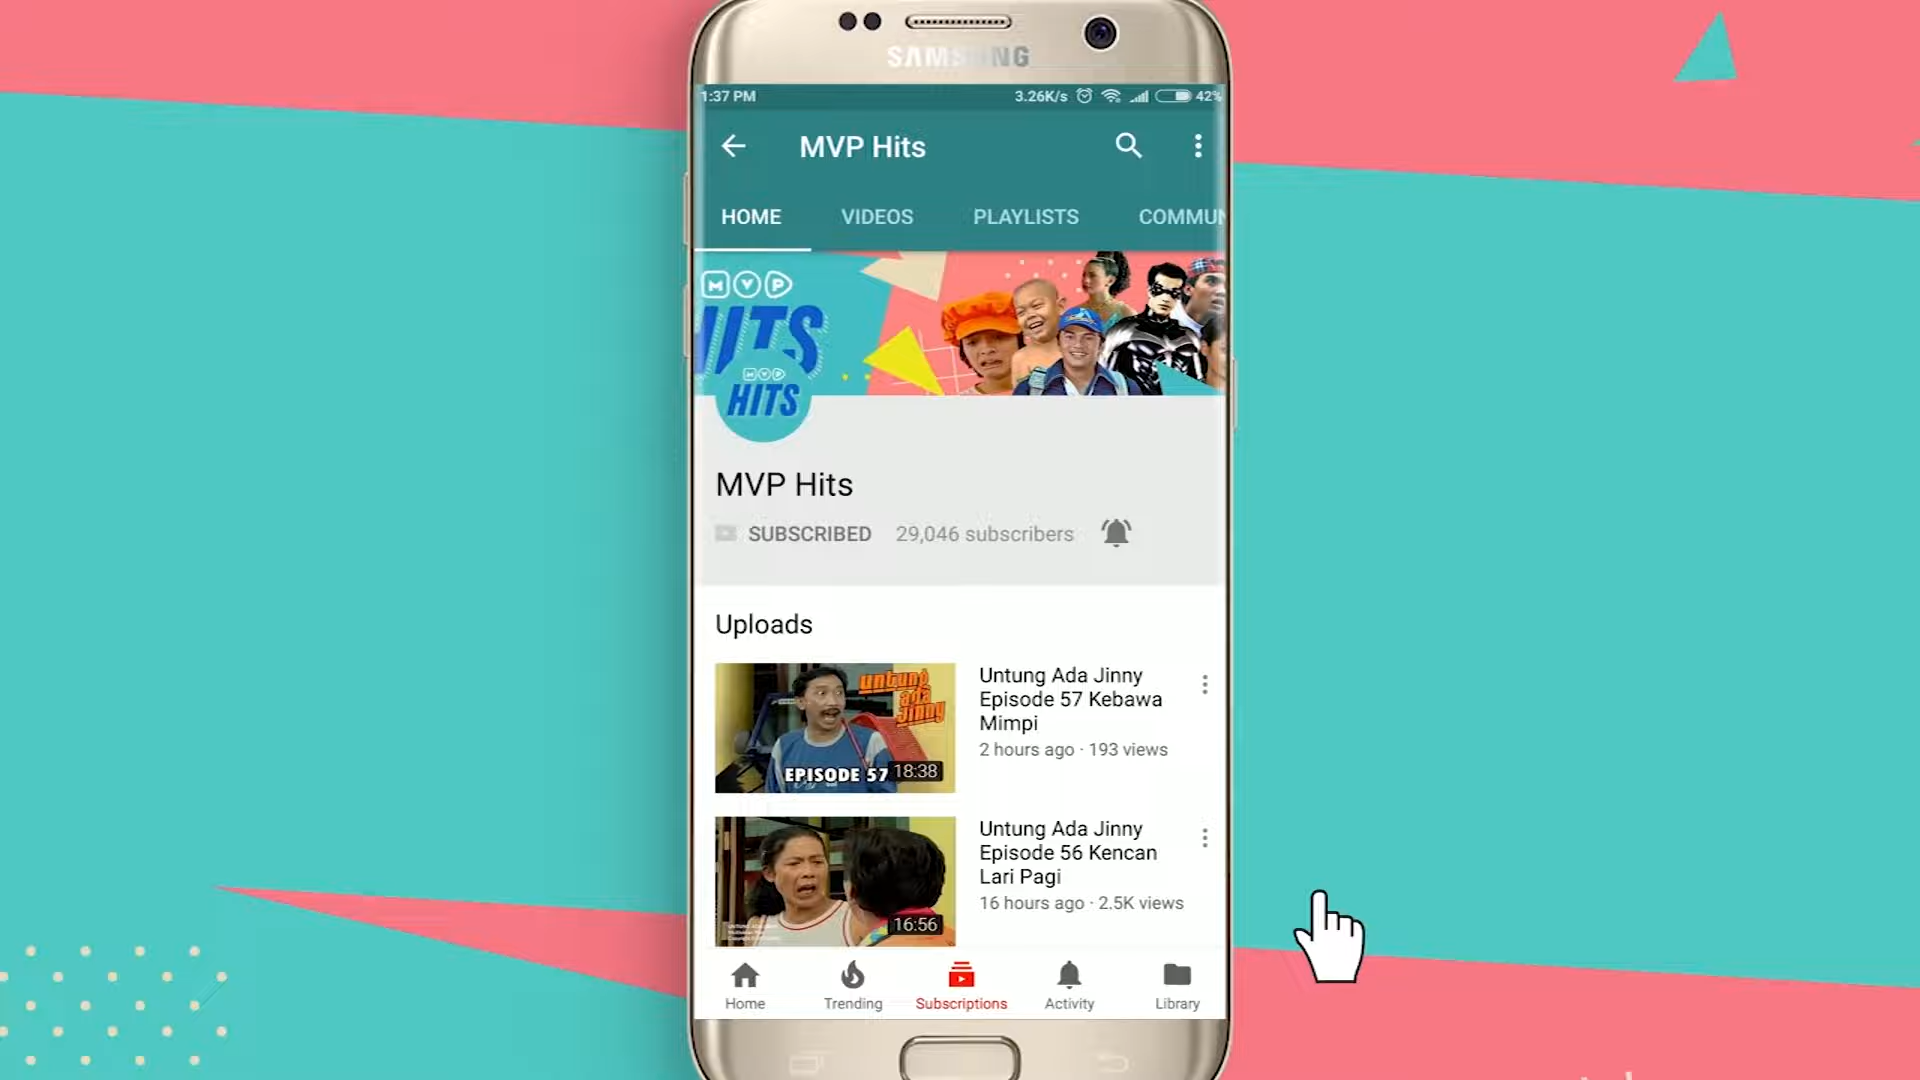 SAMSUNG
1:37 PM 3.26K/s 42%
MVP Hits
HOME VIDEOS PLAYLISTS COMMUN
MVP
HITS
MVP
HITS
MVP Hits
SUBSCRIBED 29,046 subscribers
Uploads
untung
ada
Jinny
EPISODE 57 18:38
Untung Ada Jinny
Episode 57 Kebawa
Mimpi
2 hours ago · 193 views
16:56
Untung Ada Jinny
Episode 56 Kencan
Lari Pagi
16 hours ago · 2.5K views
Home Trending Subscriptions Activity Library